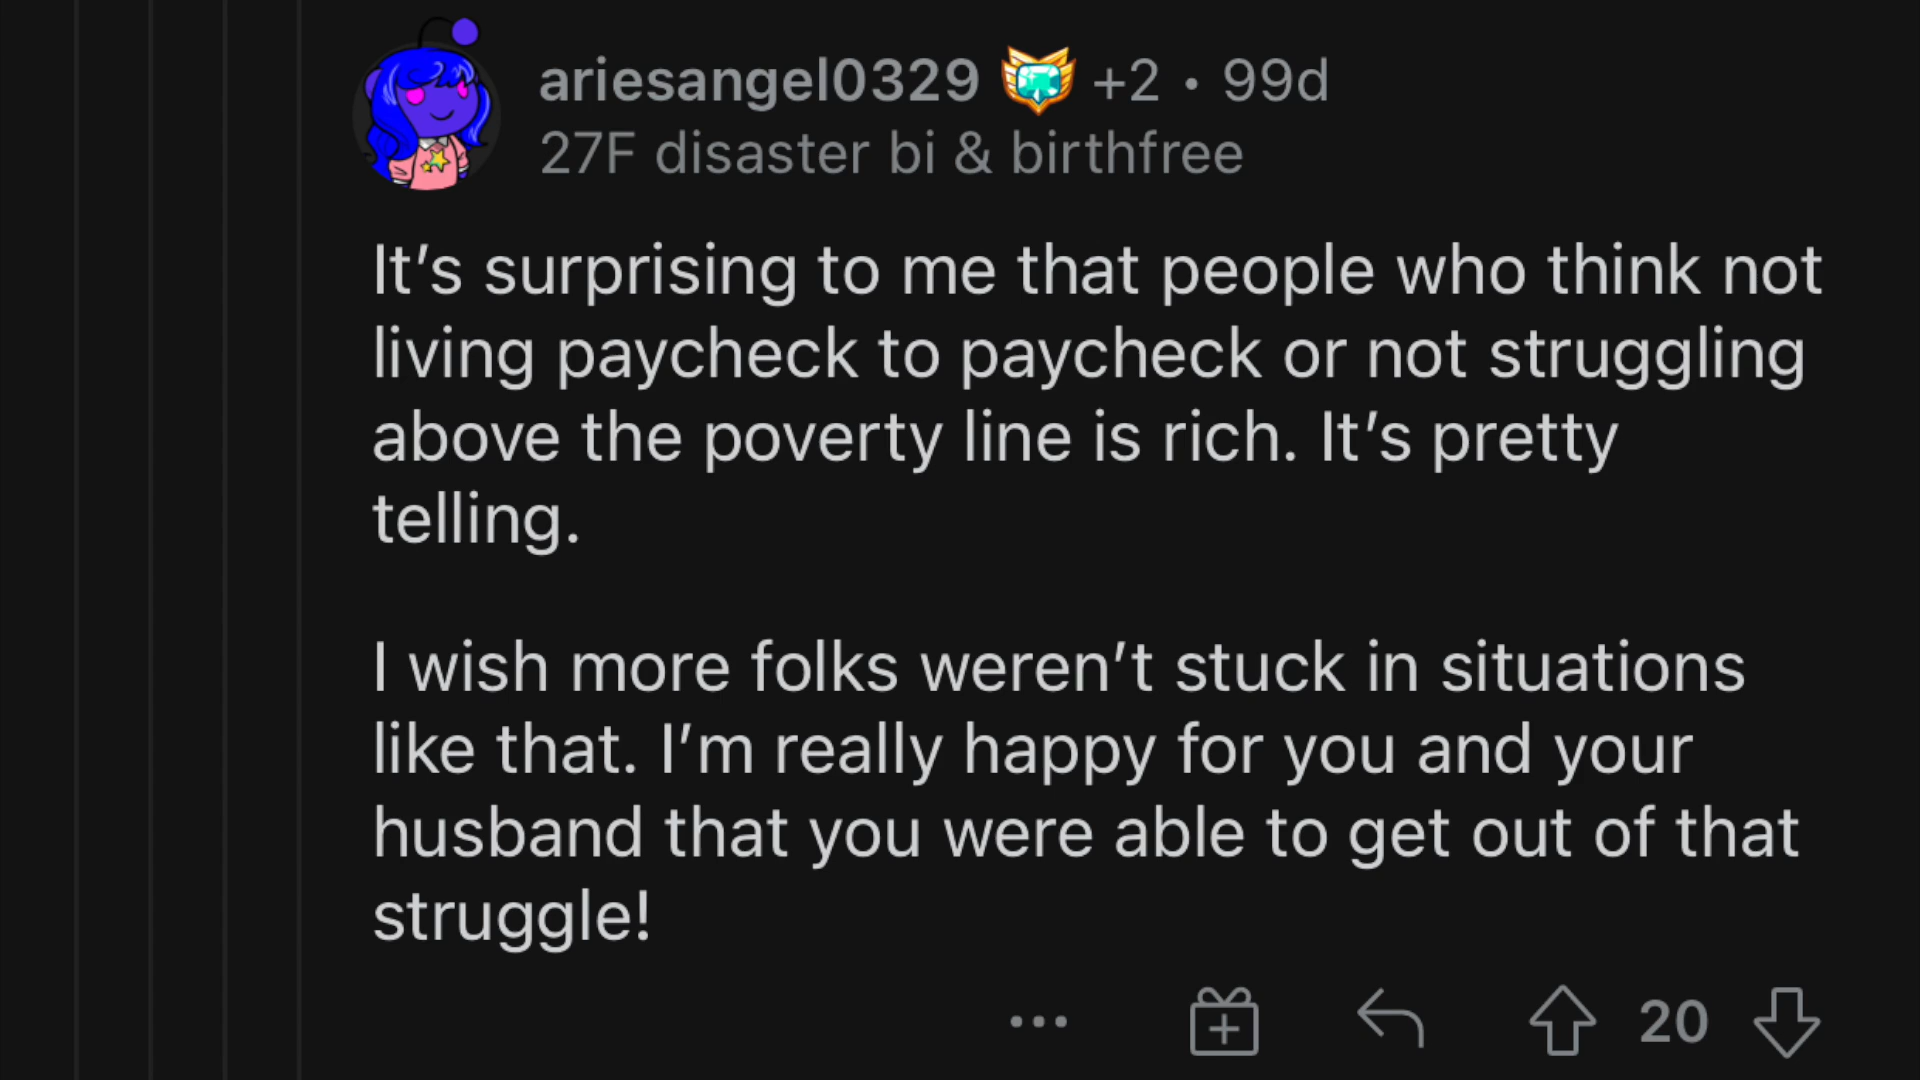 ariesangel0329 +2 • 99d
27F disaster bi & birthfree
It’s surprising to me that people who think not
living paycheck to paycheck or not struggling
above the poverty line is rich. It’s pretty
telling.
I wish more folks weren’t stuck in situations
like that. I’m really happy for you and your
husband that you were able to get out of that
struggle!
20